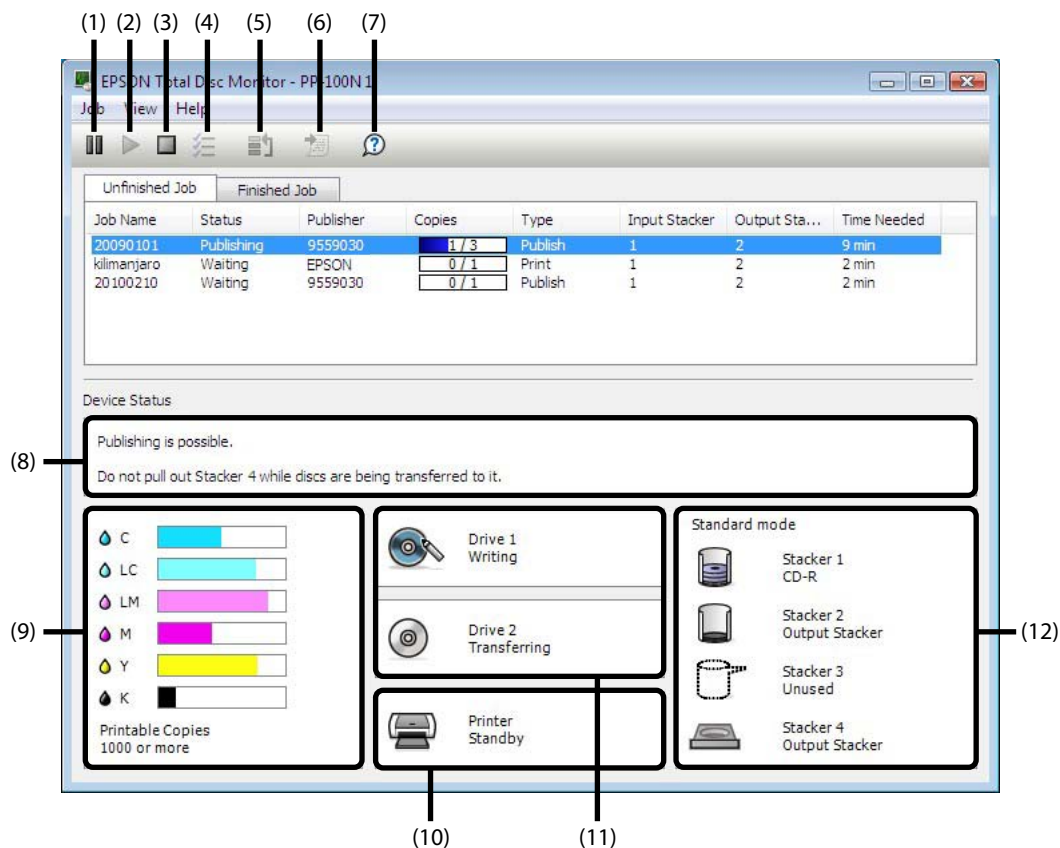 (1) (2) (3) (4) (5) (6) (7)
EPSON Total Disc Monitor - PP-100N 1
Job View Help
Unfinished Job Finished Job
Job Name Status Publisher Copies Type Input Stacker Output Sta... Time Needed
20090101 Publishing 9559030 1 / 3 Publish 1 2 9 min
kilimanjaro Waiting EPSON 0 / 1 Print 1 2 2 min
20100210 Waiting 9559030 0 / 1 Publish 1 2 2 min
Device Status
Publishing is possible.
(8)
Do not pull out Stacker 4 while discs are being transferred to it.
C
LC
LM
M
Y
K
Printable Copies
1000 or more
(9)
Drive 1
Writing
Drive 2
Transferring
Printer
Standby
Standard mode
Stacker 1
CD-R
Stacker 2
Output Stacker
Stacker 3
Unused
Stacker 4
Output Stacker
(12)
(10) (11)